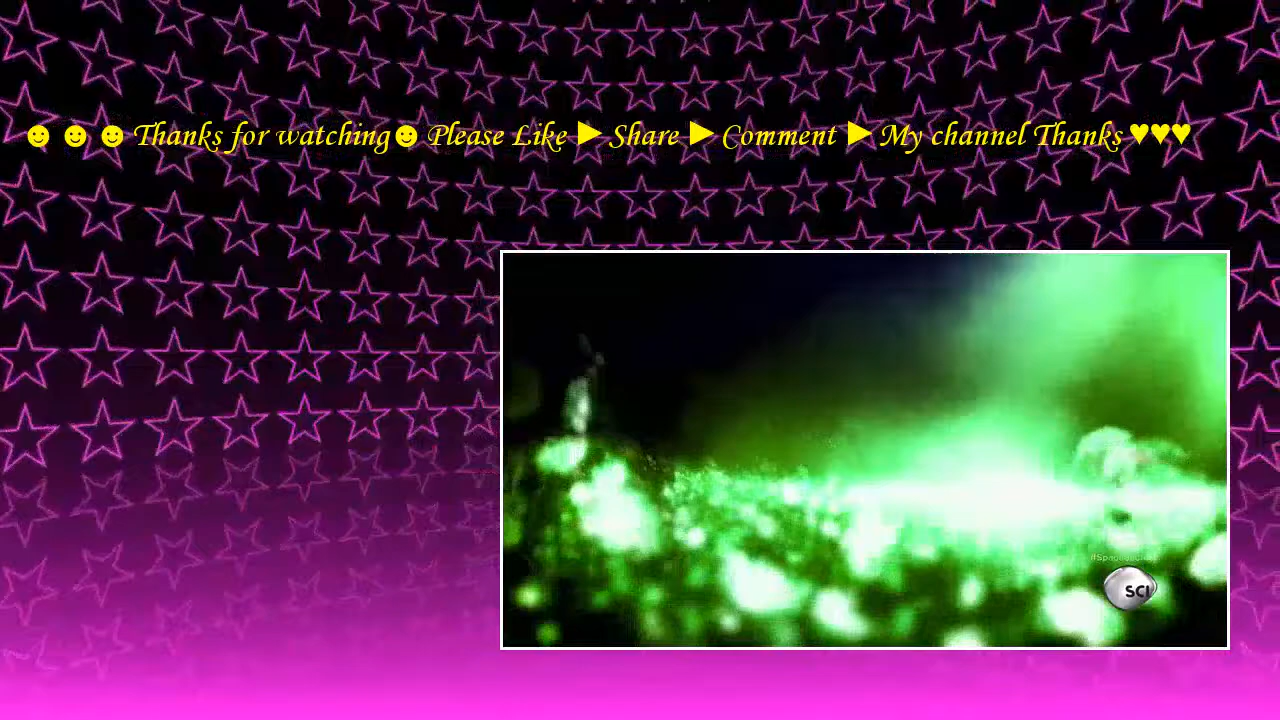 ☻ ☻ ☻ Thanks for watching☻ Please Like ► Share ► Comment ► My channel Thanks ♥♥♥
SCI